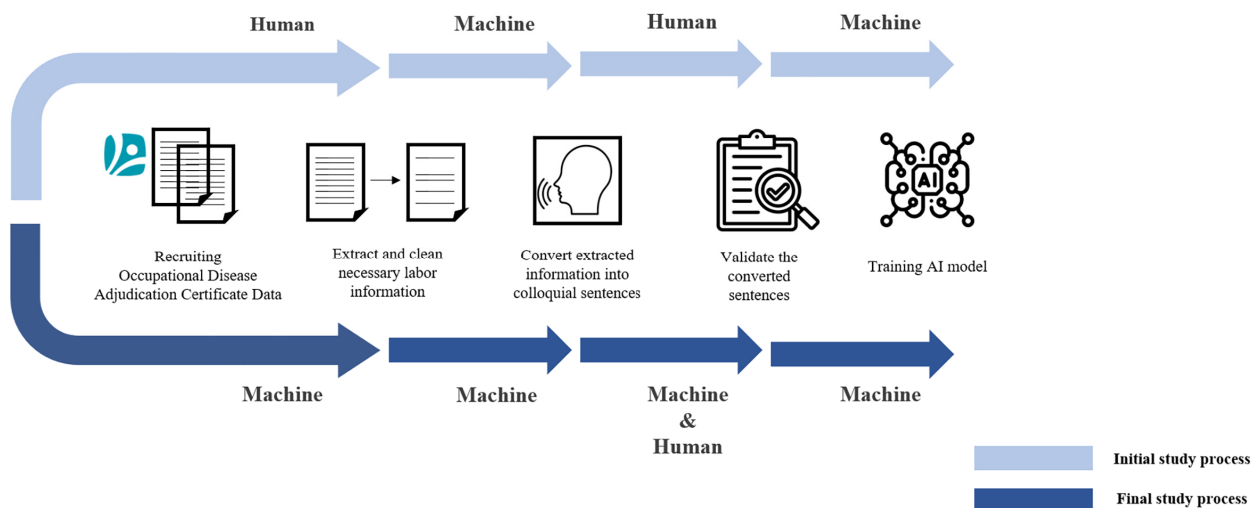 Human
Machine
Human
Machine
AI
Recruiting
Occupational Disease
Adjudication Certificate Data
Extract and clean
necessary labor
information
Convert extracted
information into
colloquial sentences
Validate the
converted
sentences
Training AI model
Machine
Machine
Machine
&
Human
Machine
Initial study process
Final study process